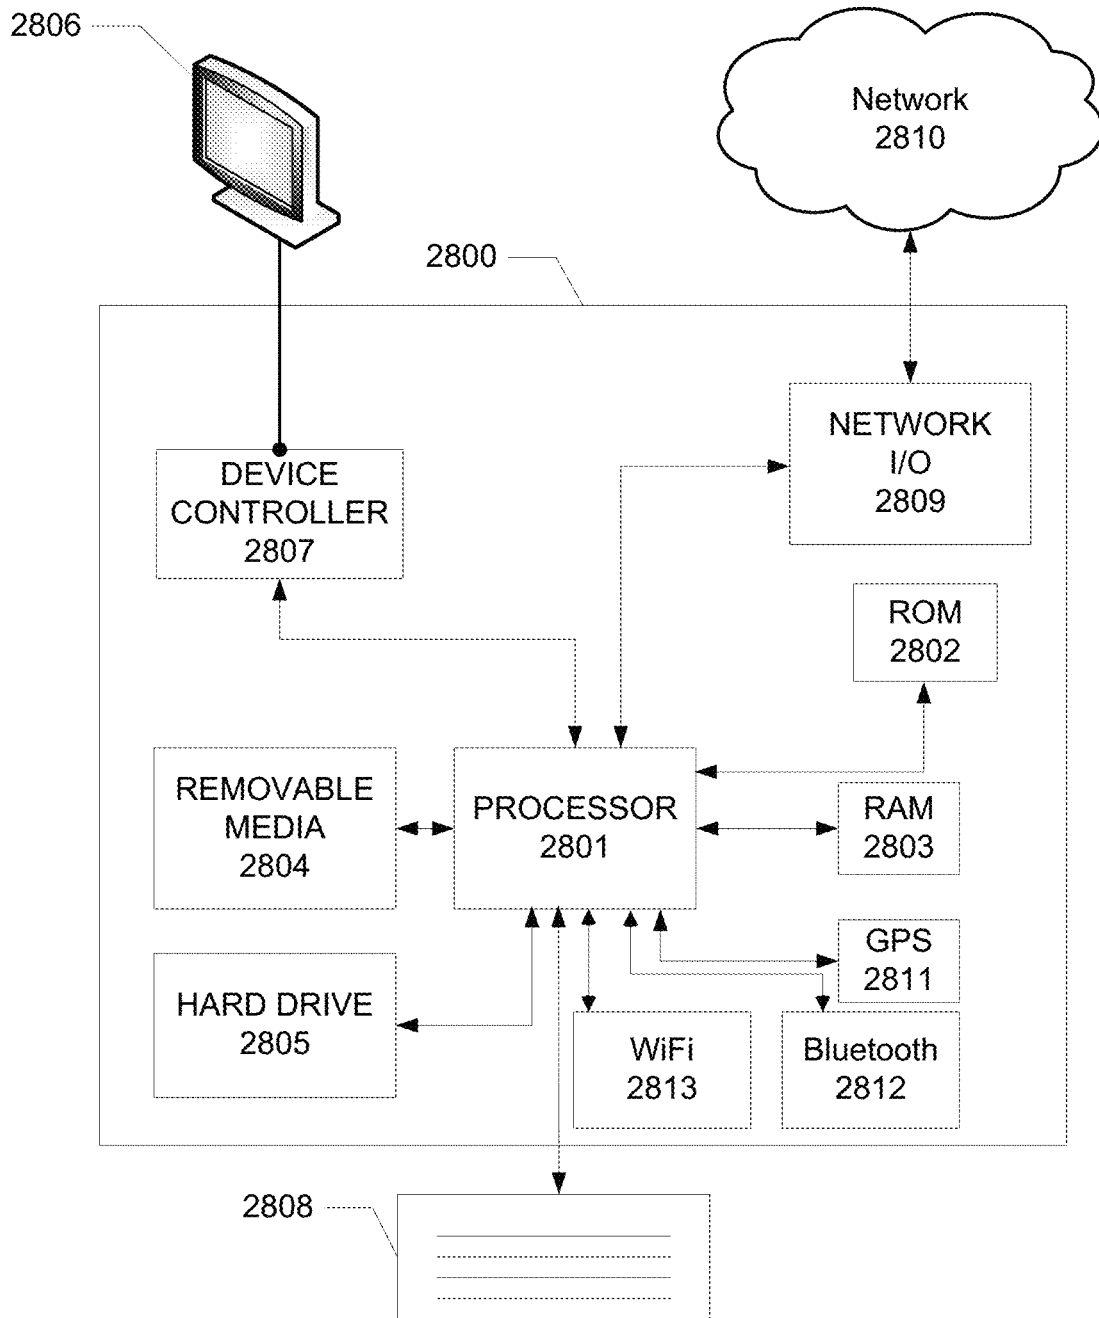 2806
Network
2810
2800
NETWORK
I/O
2809
DEVICE
CONTROLLER
2807
ROM
2802
REMOVABLE
MEDIA
2804
PROCESSOR
2801
RAM
2803
GPS
2811
HARD DRIVE
2805
WiFi
2813
Bluetooth
2812
2808